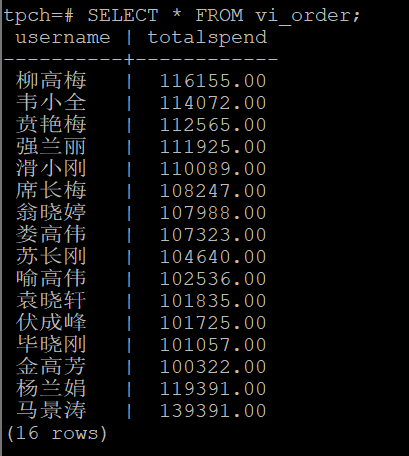 tpch=# SELECT * FROM vi_order;
 username | totalspend
----------+------------
 柳高梅   |  116155.00
 韦小全   |  114072.00
 贲艳梅   |  112565.00
 强兰丽   |  111925.00
 滑小刚   |  110089.00
 席长梅   |  108247.00
 翁晓婷   |  107988.00
 娄高伟   |  107323.00
 苏长刚   |  104640.00
 喻高伟   |  102536.00
 袁晓轩   |  101835.00
 伏成峰   |  101725.00
 毕晓刚   |  101057.00
 金高芳   |  100322.00
 杨兰娟   |  119391.00
 马景涛   |  139391.00
(16 rows)